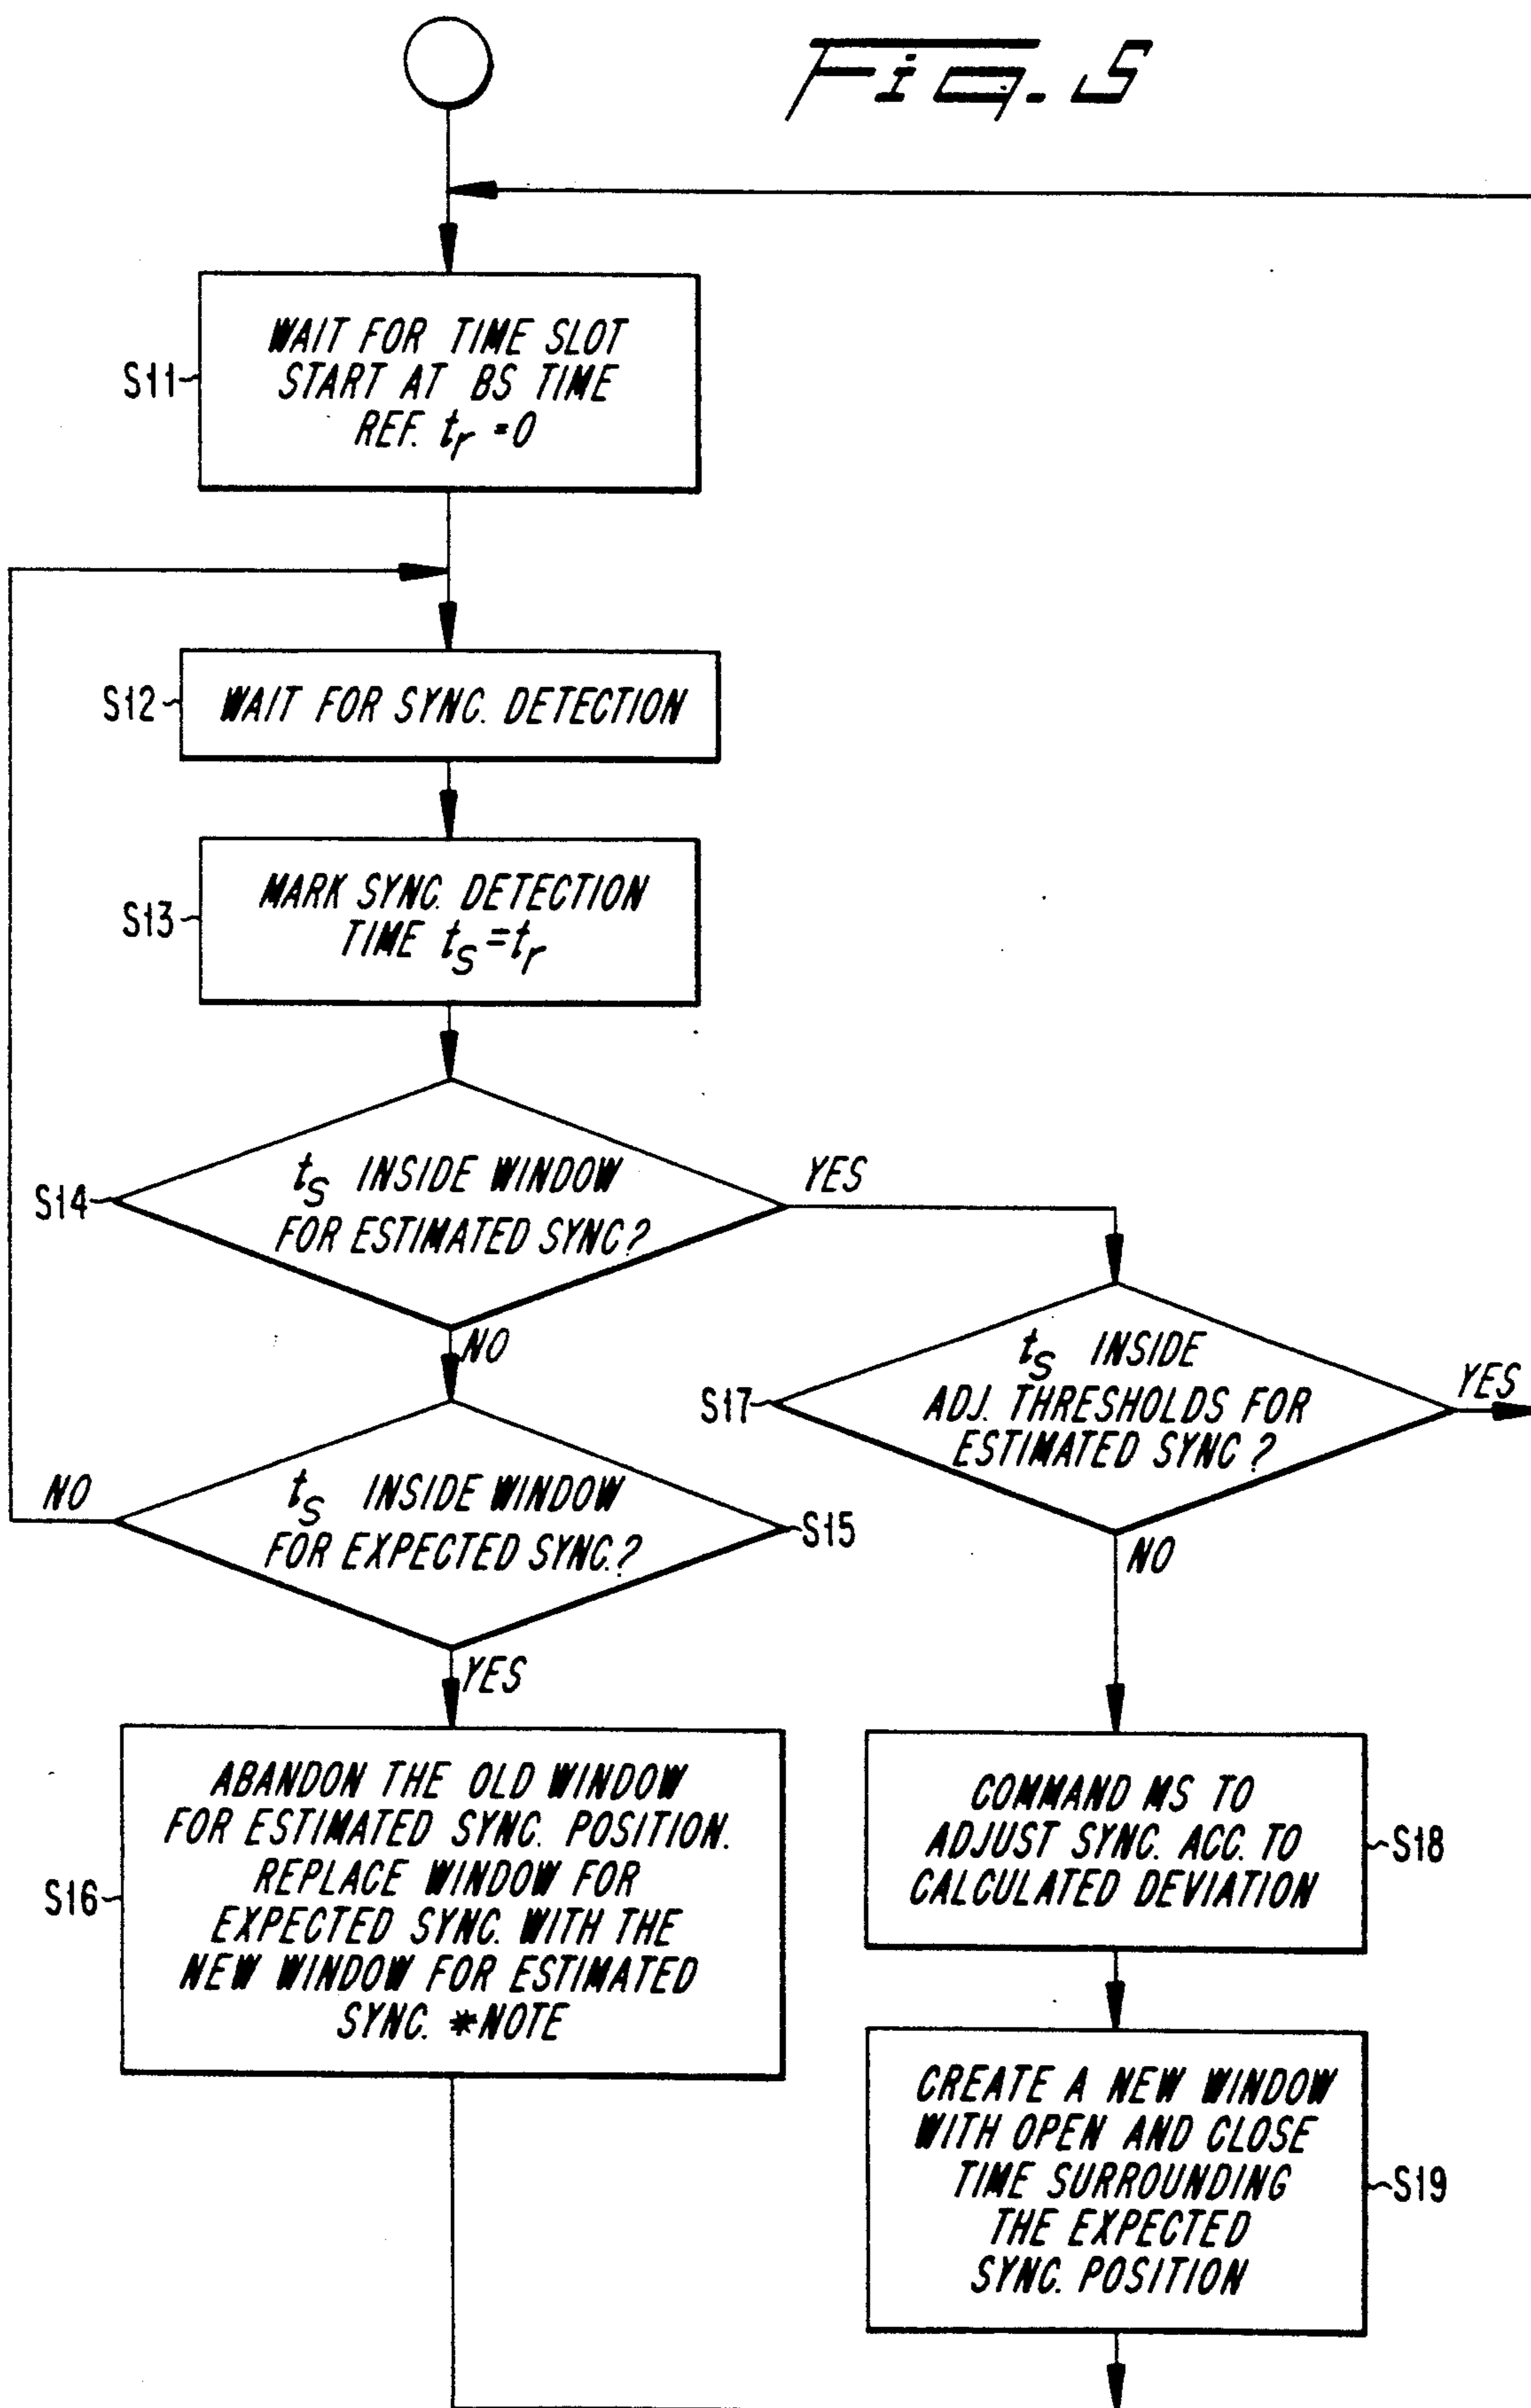 Fig. 5
S11
WAIT FOR TIME SLOT
START AT BS TIME
REF. tr = 0
S12
WAIT FOR SYNC. DETECTION
S13
MARK SYNC. DETECTION
TIME ts = tr
S14
ts INSIDE WINDOW
FOR ESTIMATED SYNC?
YES
NO
S17
ts INSIDE
ADJ. THRESHOLDS FOR
ESTIMATED SYNC?
YES
NO
NO
ts INSIDE WINDOW
FOR EXPECTED SYNC.?
S15
YES
S16
ABANDON THE OLD WINDOW
FOR ESTIMATED SYNC. POSITION.
REPLACE WINDOW FOR
EXPECTED SYNC. WITH THE
NEW WINDOW FOR ESTIMATED
SYNC. *NOTE
COMMAND MS TO
ADJUST SYNC. ACC. TO
CALCULATED DEVIATION
S18
CREATE A NEW WINDOW
WITH OPEN AND CLOSE
TIME SURROUNDING
THE EXPECTED
SYNC. POSITION
S19